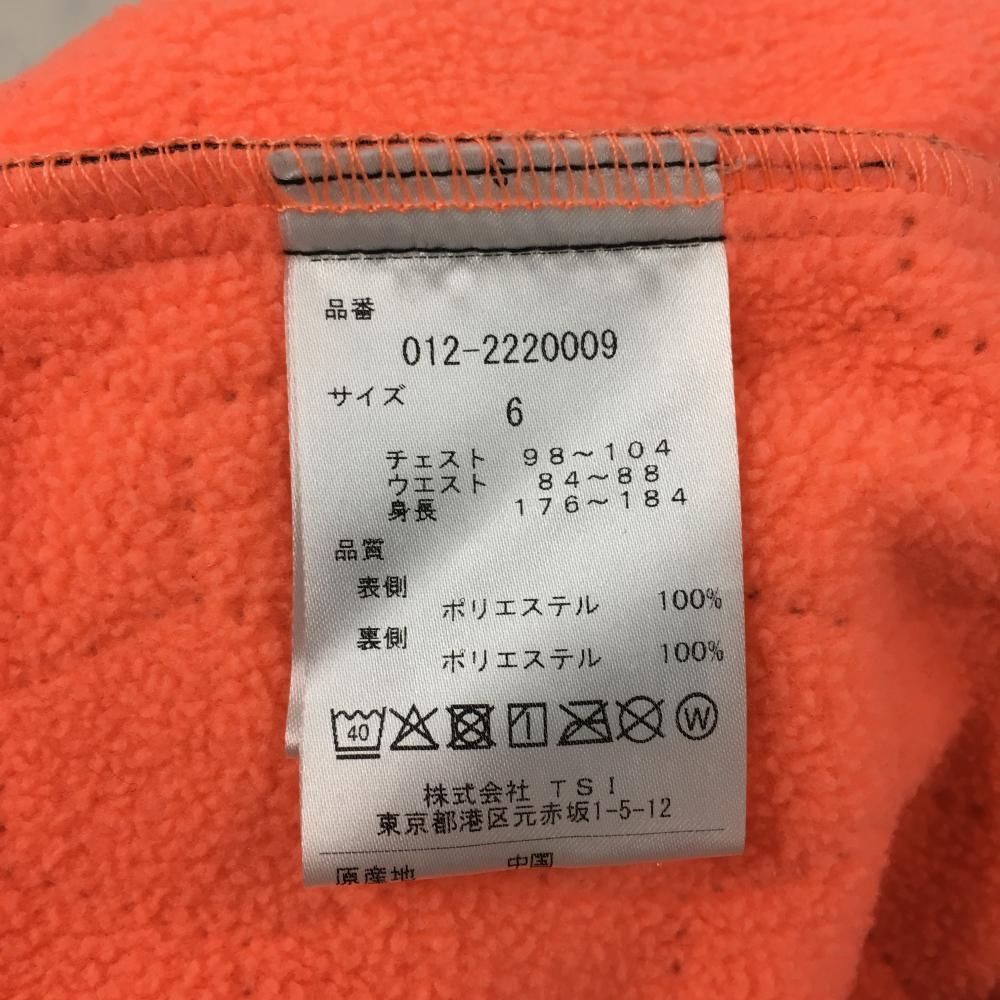 品番
012-2220009
サイズ
6
チェスト 98～104
ウエスト 84～88
身長 176～184
品質
表側
ポリエステル 100%
裏側
ポリエステル 100%
40
W
株式会社 TSI
東京都港区元赤坂1-5-12
原産地 中国